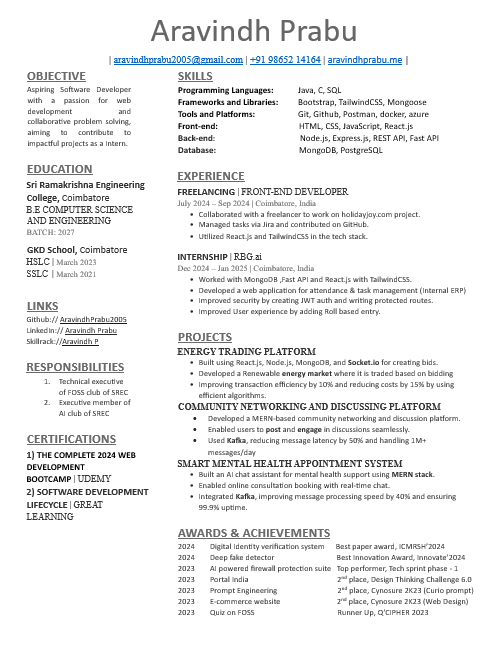 Aravindh Prabu
| aravindhprabu2005@gmail.com | +91 98652 14164 | aravindhprabu.me |
OBJECTIVE
Aspiring Software Developer
with a passion for web
development and
collaborative problem solving,
aiming to contribute to
impactful projects as a Intern.
EDUCATION
Sri Ramakrishna Engineering
College, Coimbatore
B.E COMPUTER SCIENCE
AND ENGINEERING
BATCH: 2027
GKD School, Coimbatore
HSLC | March 2023
SSLC | March 2021
LINKS
Github:// AravindhPrabu2005
LinkedIn:// Aravindh Prabu
Skillrack://Aravindh P
RESPONSIBILITIES
1. Technical executive
of FOSS club of SREC
2. Executive member of
AI club of SREC
CERTIFICATIONS
1) THE COMPLETE 2024 WEB
DEVELOPMENT
BOOTCAMP | UDEMY
2) SOFTWARE DEVELOPMENT
LIFECYCLE | GREAT
LEARNING
SKILLS
Programming Languages: Java, C, SQL
Frameworks and Libraries: Bootstrap, TailwindCSS, Mongoose
Tools and Platforms: Git, Github, Postman, docker, azure
Front-end: HTML, CSS, JavaScript, React.js
Back-end: Node.js, Express.js, REST API, Fast API
Database: MongoDB, PostgreSQL
EXPERIENCE
FREELANCING | FRONT-END DEVELOPER
July 2024 – Sep 2024 | Coimbatore, India
• Collaborated with a freelancer to work on holidayjoy.com project.
• Managed tasks via Jira and contributed on GitHub.
• Utilized React.js and TailwindCSS in the tech stack.
INTERNSHIP | RBG.ai
Dec 2024 – Jan 2025 | Coimbatore, India
• Worked with MongoDB ,Fast API and React.js with TailwindCSS.
• Developed a web application for attendance & task management (Internal ERP)
• Improved security by creating JWT auth and writing protected routes.
• Improved User experience by adding Roll based entry.
PROJECTS
ENERGY TRADING PLATFORM
• Built using React.js, Node.js, MongoDB, and Socket.io for creating bids.
• Developed a Renewable energy market where it is traded based on bidding
• Improving transaction efficiency by 10% and reducing costs by 15% by using
efficient algorithms.
COMMUNITY NETWORKING AND DISCUSSING PLATFORM
• Developed a MERN-based community networking and discussion platform.
• Enabled users to post and engage in discussions seamlessly.
• Used Kafka, reducing message latency by 50% and handling 1M+
messages/day
SMART MENTAL HEALTH APPOINTMENT SYSTEM
• Built an AI chat assistant for mental health support using MERN stack.
• Enabled online consultation booking with real-time chat.
• Integrated Kafka, improving message processing speed by 40% and ensuring
99.9% uptime.
AWARDS & ACHIEVEMENTS
2024 Digital Identity verification system Best paper award, ICMRSH'2024
2024 Deep fake detector Best Innovation Award, Innovate'2024
2023 AI powered firewall protection suite Top performer, Tech sprint phase - 1
2023 Portal India 2nd place, Design Thinking Challenge 6.0
2023 Prompt Engineering 2nd place, Cynosure 2K23 (Curio prompt)
2023 E-commerce website 2nd place, Cynosure 2K23 (Web Design)
2023 Quiz on FOSS Runner Up, Q'CIPHER 2023